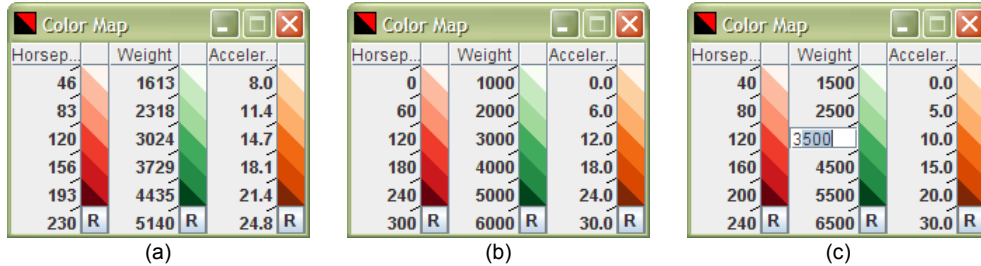 Color Map Color Map Color Map
Horsep... Weight Acceler... Horsep... Weight Acceler... Horsep... Weight Acceler...
46 1613 8.0 0 1000 0.0 40 1500 0.0
83 2318 11.4 60 2000 6.0 80 2500 5.0
120 3024 14.7 120 3000 12.0 120 3500 10.0
156 3729 18.1 180 4000 18.0 160 4500 15.0
193 4435 21.4 240 5000 24.0 200 5500 20.0
230 R 5140 R 24.8 R 300 R 6000 R 30.0 R 240 R 6500 R 30.0 R
(a) (b) (c)